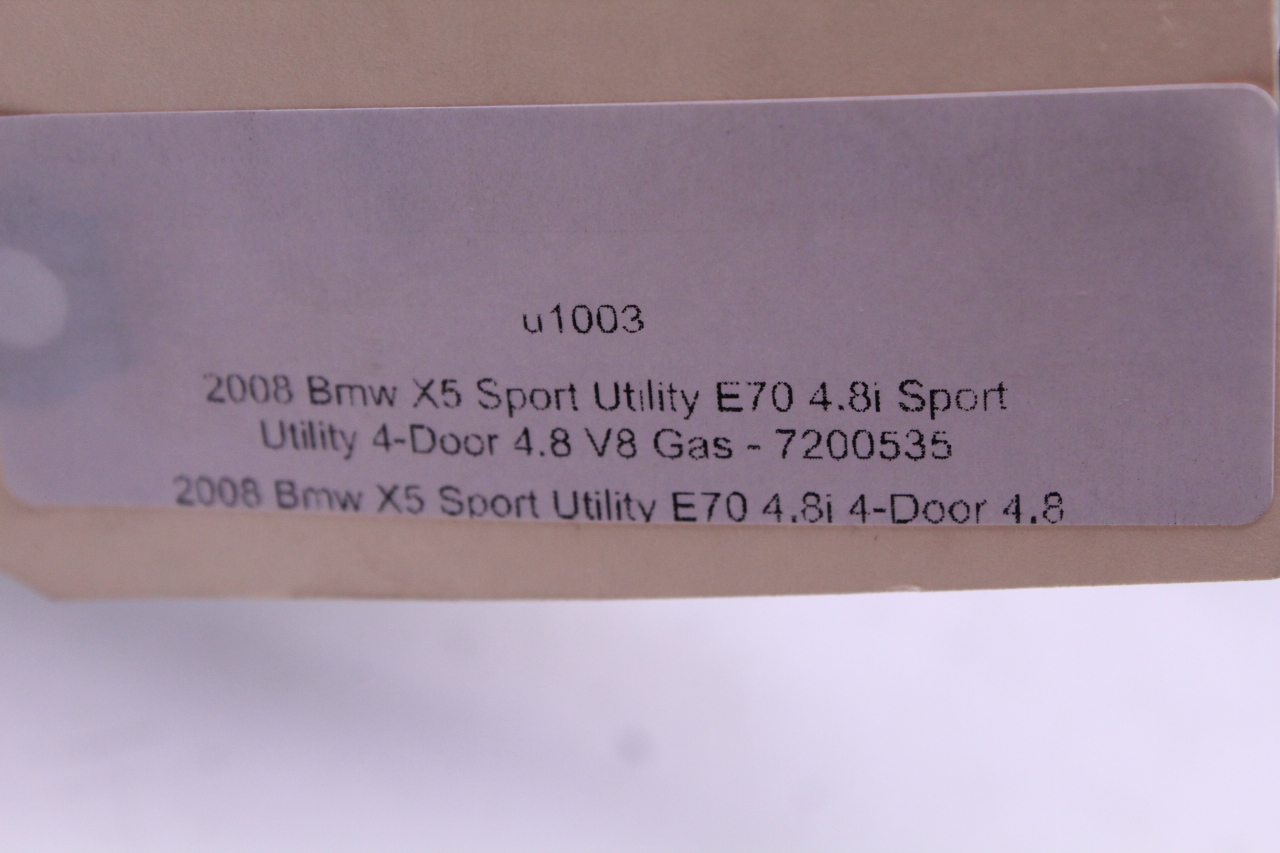 u1003
2008 Bmw X5 Sport Utility E70 4.8i Sport
Utility 4-Door 4.8 V8 Gas - 7200535
2008 Bmw X5 Sport Utility E70 4.8i 4-Door 4.8